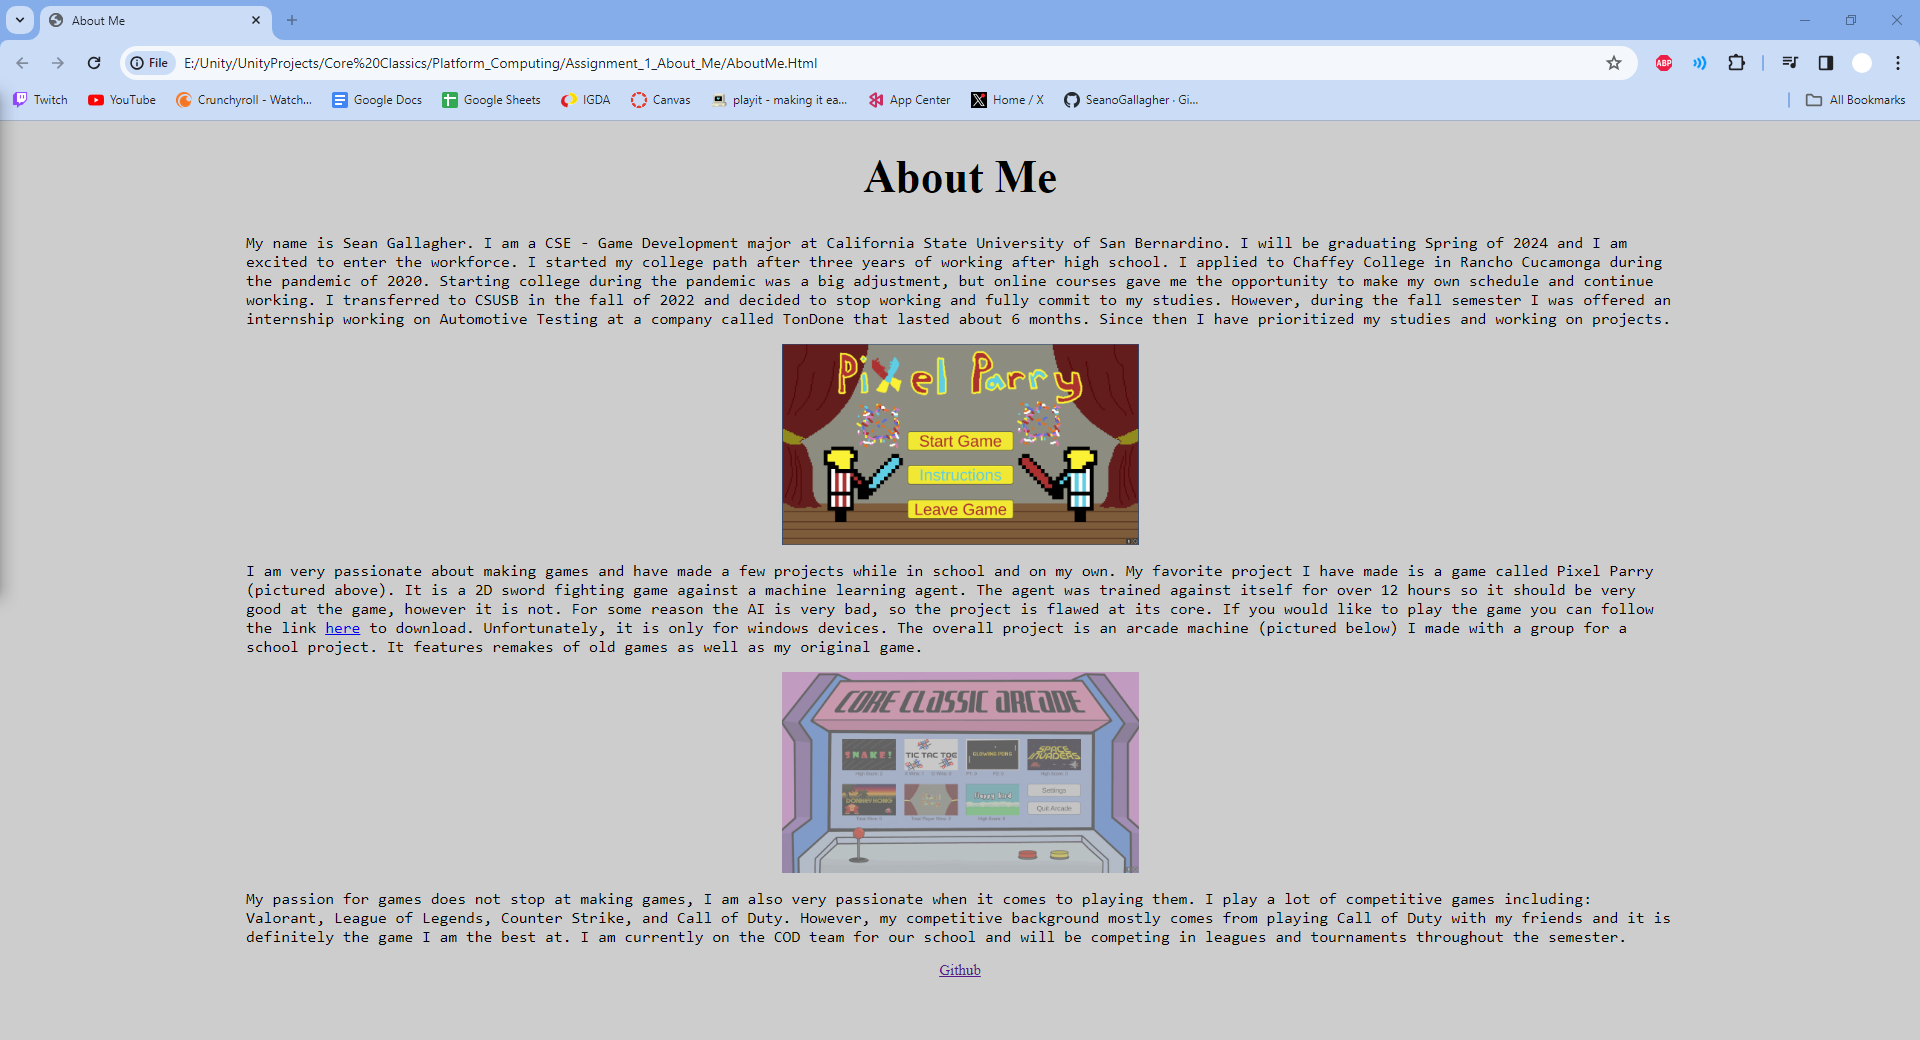 About Me
File
E:/Unity/UnityProjects/Core%20Classics/Platform_Computing/Assignment_1_About_Me/AboutMe.Html
ABP
Twitch YouTube Crunchyroll - Watch... Google Docs Google Sheets IGDA Canvas playit - making it ea... App Center Home / X SeanoGallagher · Gi... All Bookmarks
About Me
My name is Sean Gallagher. I am a CSE - Game Development major at California State University of San Bernardino. I will be graduating Spring of 2024 and I am
excited to enter the workforce. I started my college path after three years of working after high school. I applied to Chaffey College in Rancho Cucamonga during
the pandemic of 2020. Starting college during the pandemic was a big adjustment, but online courses gave me the opportunity to make my own schedule and continue
working. I transferred to CSUSB in the fall of 2022 and decided to stop working and fully commit to my studies. However, during the fall semester I was offered an
internship working on Automotive Testing at a company called TonDone that lasted about 6 months. Since then I have prioritized my studies and working on projects.
Pixel Parry
Start Game
Instructions
Leave Game
I am very passionate about making games and have made a few projects while in school and on my own. My favorite project I have made is a game called Pixel Parry
(pictured above). It is a 2D sword fighting game against a machine learning agent. The agent was trained against itself for over 12 hours so it should be very
good at the game, however it is not. For some reason the AI is very bad, so the project is flawed at its core. If you would like to play the game you can follow
the link here to download. Unfortunately, it is only for windows devices. The overall project is an arcade machine (pictured below) I made with a group for a
school project. It features remakes of old games as well as my original game.
CORE CLASSIC ARCADE
SNAKE! TIC TAC TOE PONG SPACE INVADERS
DONKEY KONG
Settings
Quit Arcade
My passion for games does not stop at making games, I am also very passionate when it comes to playing them. I play a lot of competitive games including:
Valorant, League of Legends, Counter Strike, and Call of Duty. However, my competitive background mostly comes from playing Call of Duty with my friends and it is
definitely the game I am the best at. I am currently on the COD team for our school and will be competing in leagues and tournaments throughout the semester.
Github